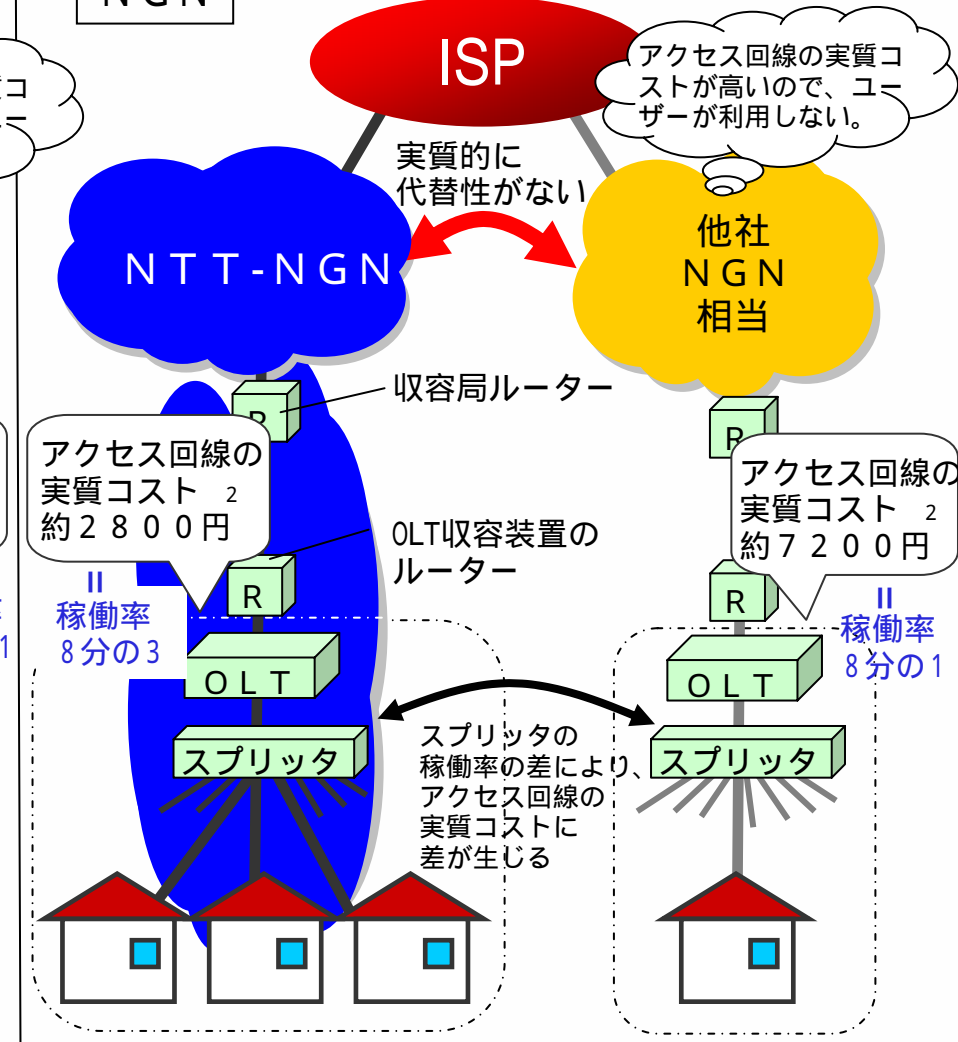 ＮＧＮ
ISP
アクセス回線の実質コ
ストが高いので、ユー
ザーが利用しない。
コ
ー
実質的に
代替性がない
ＮＴＴ-ＮＧＮ
他社
ＮＧＮ
相当
収容局ルーター
R
R
アクセス回線の
実質コスト 2
約２８００円
アクセス回線の
実質コスト 2
約７２００円
OLT収容装置の
ルーター
R
R
＝
稼働率
8分の3
＝
稼働率
8分の1
1
ＯＬＴ
ＯＬＴ
スプリッタ
スプリッタ
スプリッタの
稼働率の差により、
アクセス回線の
実質コストに
差が生じる